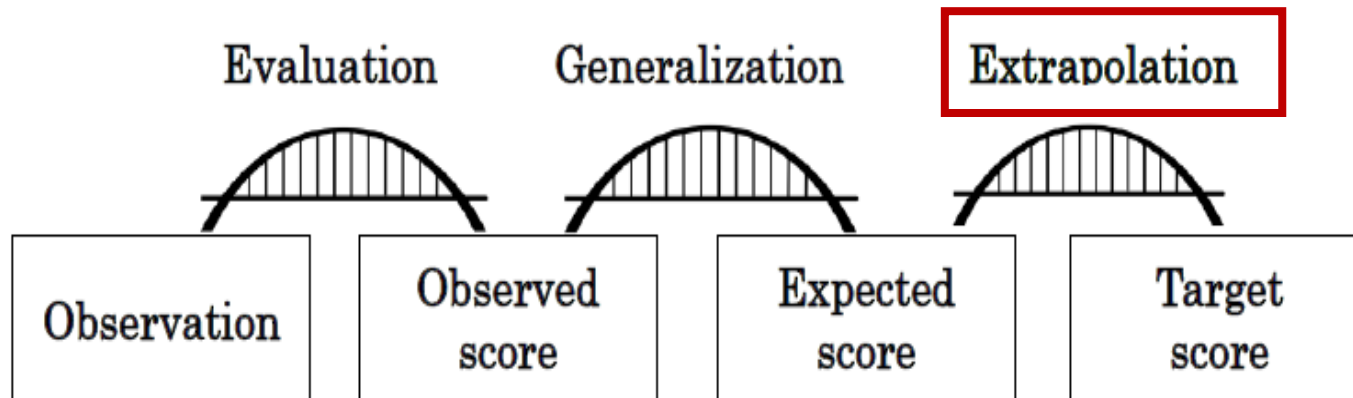 Evaluation
Generalization
Extrapolation
Observation
Observed
score
Expected
score
Target
score